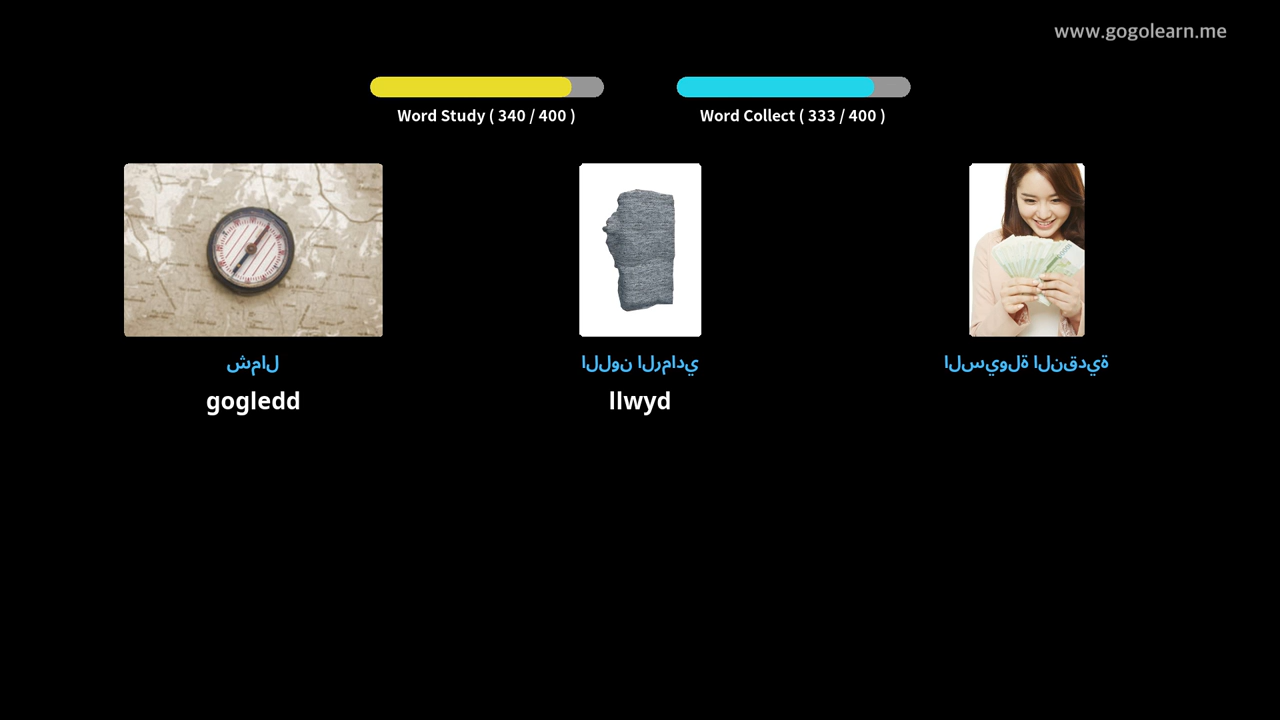 www.gogolearn.me
Word Study ( 340 / 400 )
Word Collect ( 333 / 400 )
شمال
اللون الرمادي
السيولة النقدية
gogledd
llwyd